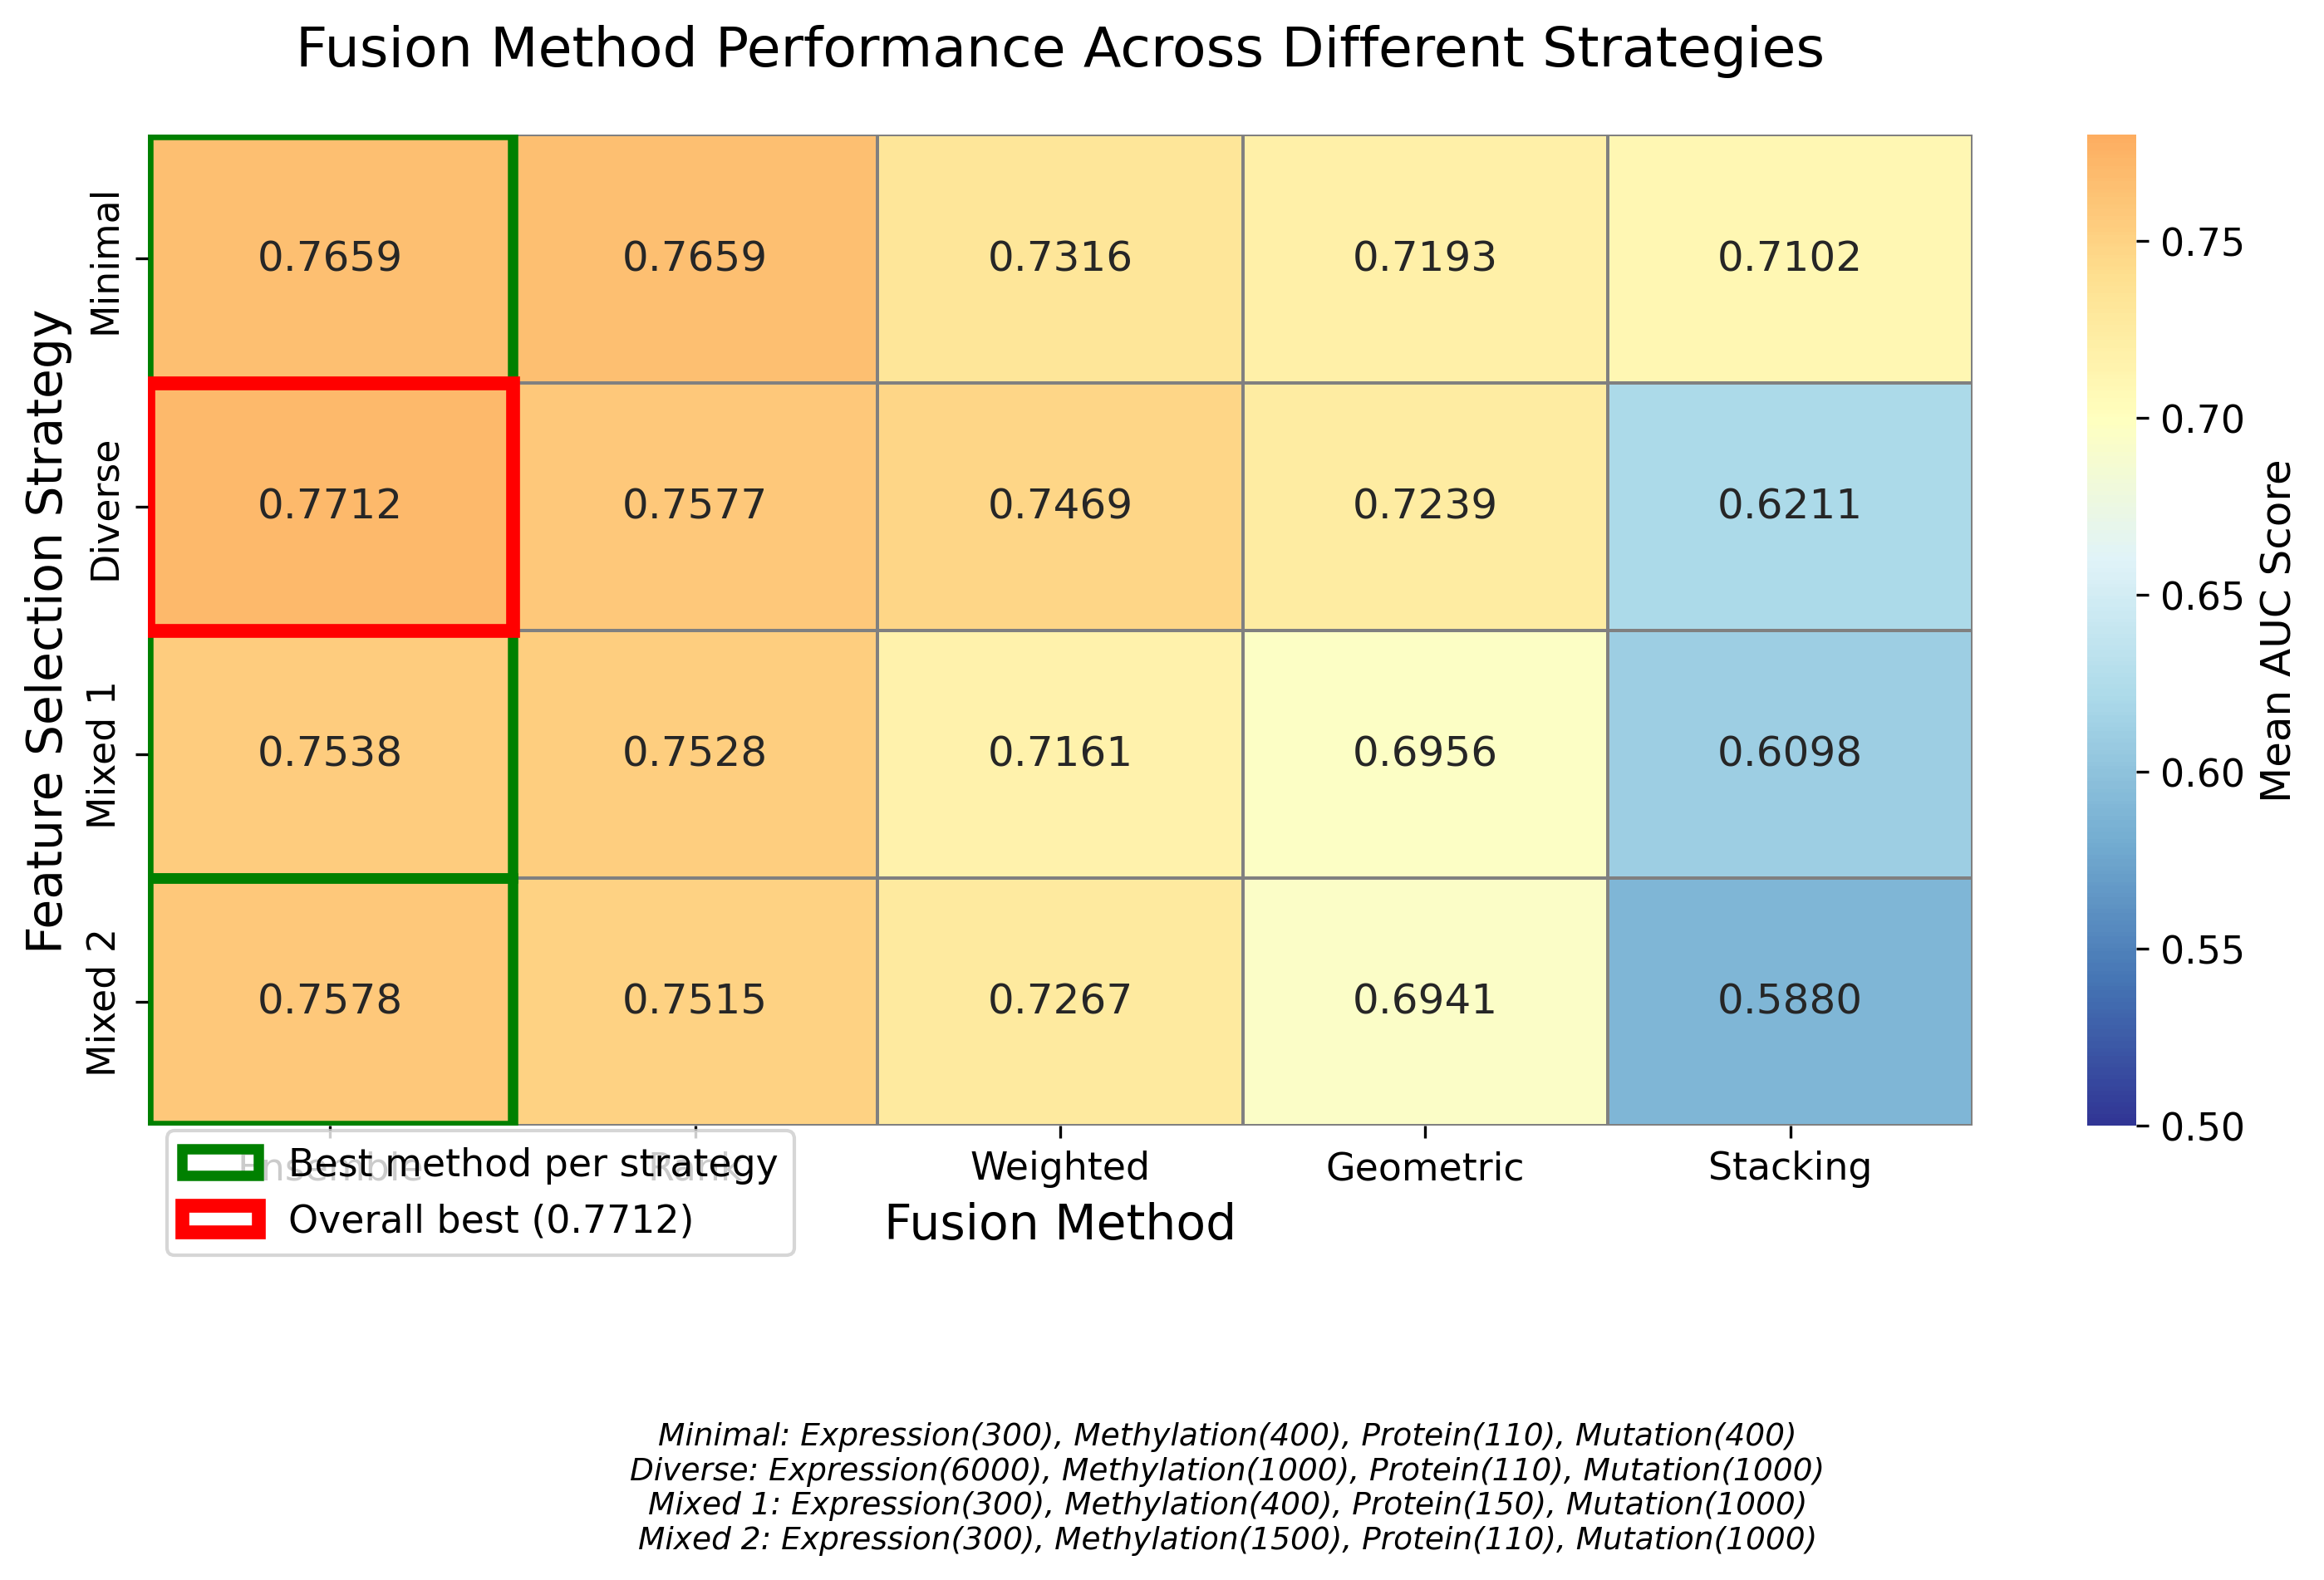 Fusion Method Performance Across Different Strategies
Feature Selection Strategy
Minimal
0.7659 0.7659 0.7316 0.7193 0.7102
Diverse
0.7712 0.7577 0.7469 0.7239 0.6211
Mixed 1
0.7538 0.7528 0.7161 0.6956 0.6098
Mixed 2
0.7578 0.7515 0.7267 0.6941 0.5880
Ensemble Rank Weighted Geometric Stacking
Fusion Method
Best method per strategy
Overall best (0.7712)
0.75
0.70
0.65
0.60
0.55
0.50
Mean AUC Score
Minimal: Expression(300), Methylation(400), Protein(110), Mutation(400)
Diverse: Expression(6000), Methylation(1000), Protein(110), Mutation(1000)
Mixed 1: Expression(300), Methylation(400), Protein(150), Mutation(1000)
Mixed 2: Expression(300), Methylation(1500), Protein(110), Mutation(1000)